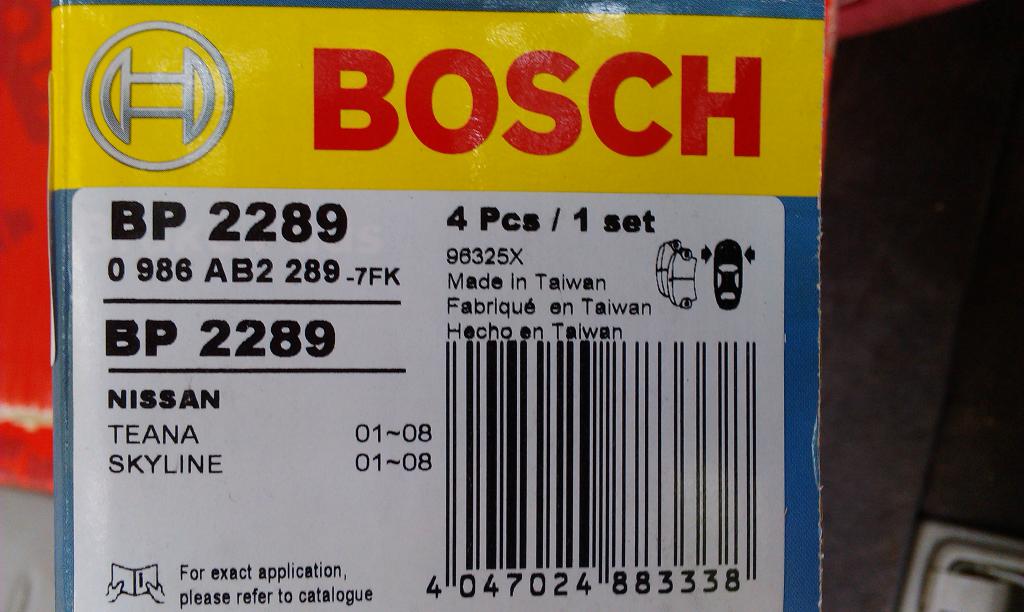 BOSCH
BP 2289
0 986 AB2 289 -7FK
BP 2289
NISSAN
TEANA 01~08
SKYLINE 01~08
For exact application,
please refer to catalogue
4 Pcs / 1 set
96325X
Made in Taiwan
Fabriqué en Taiwan
Hecho en Taiwan
4 047024 883338